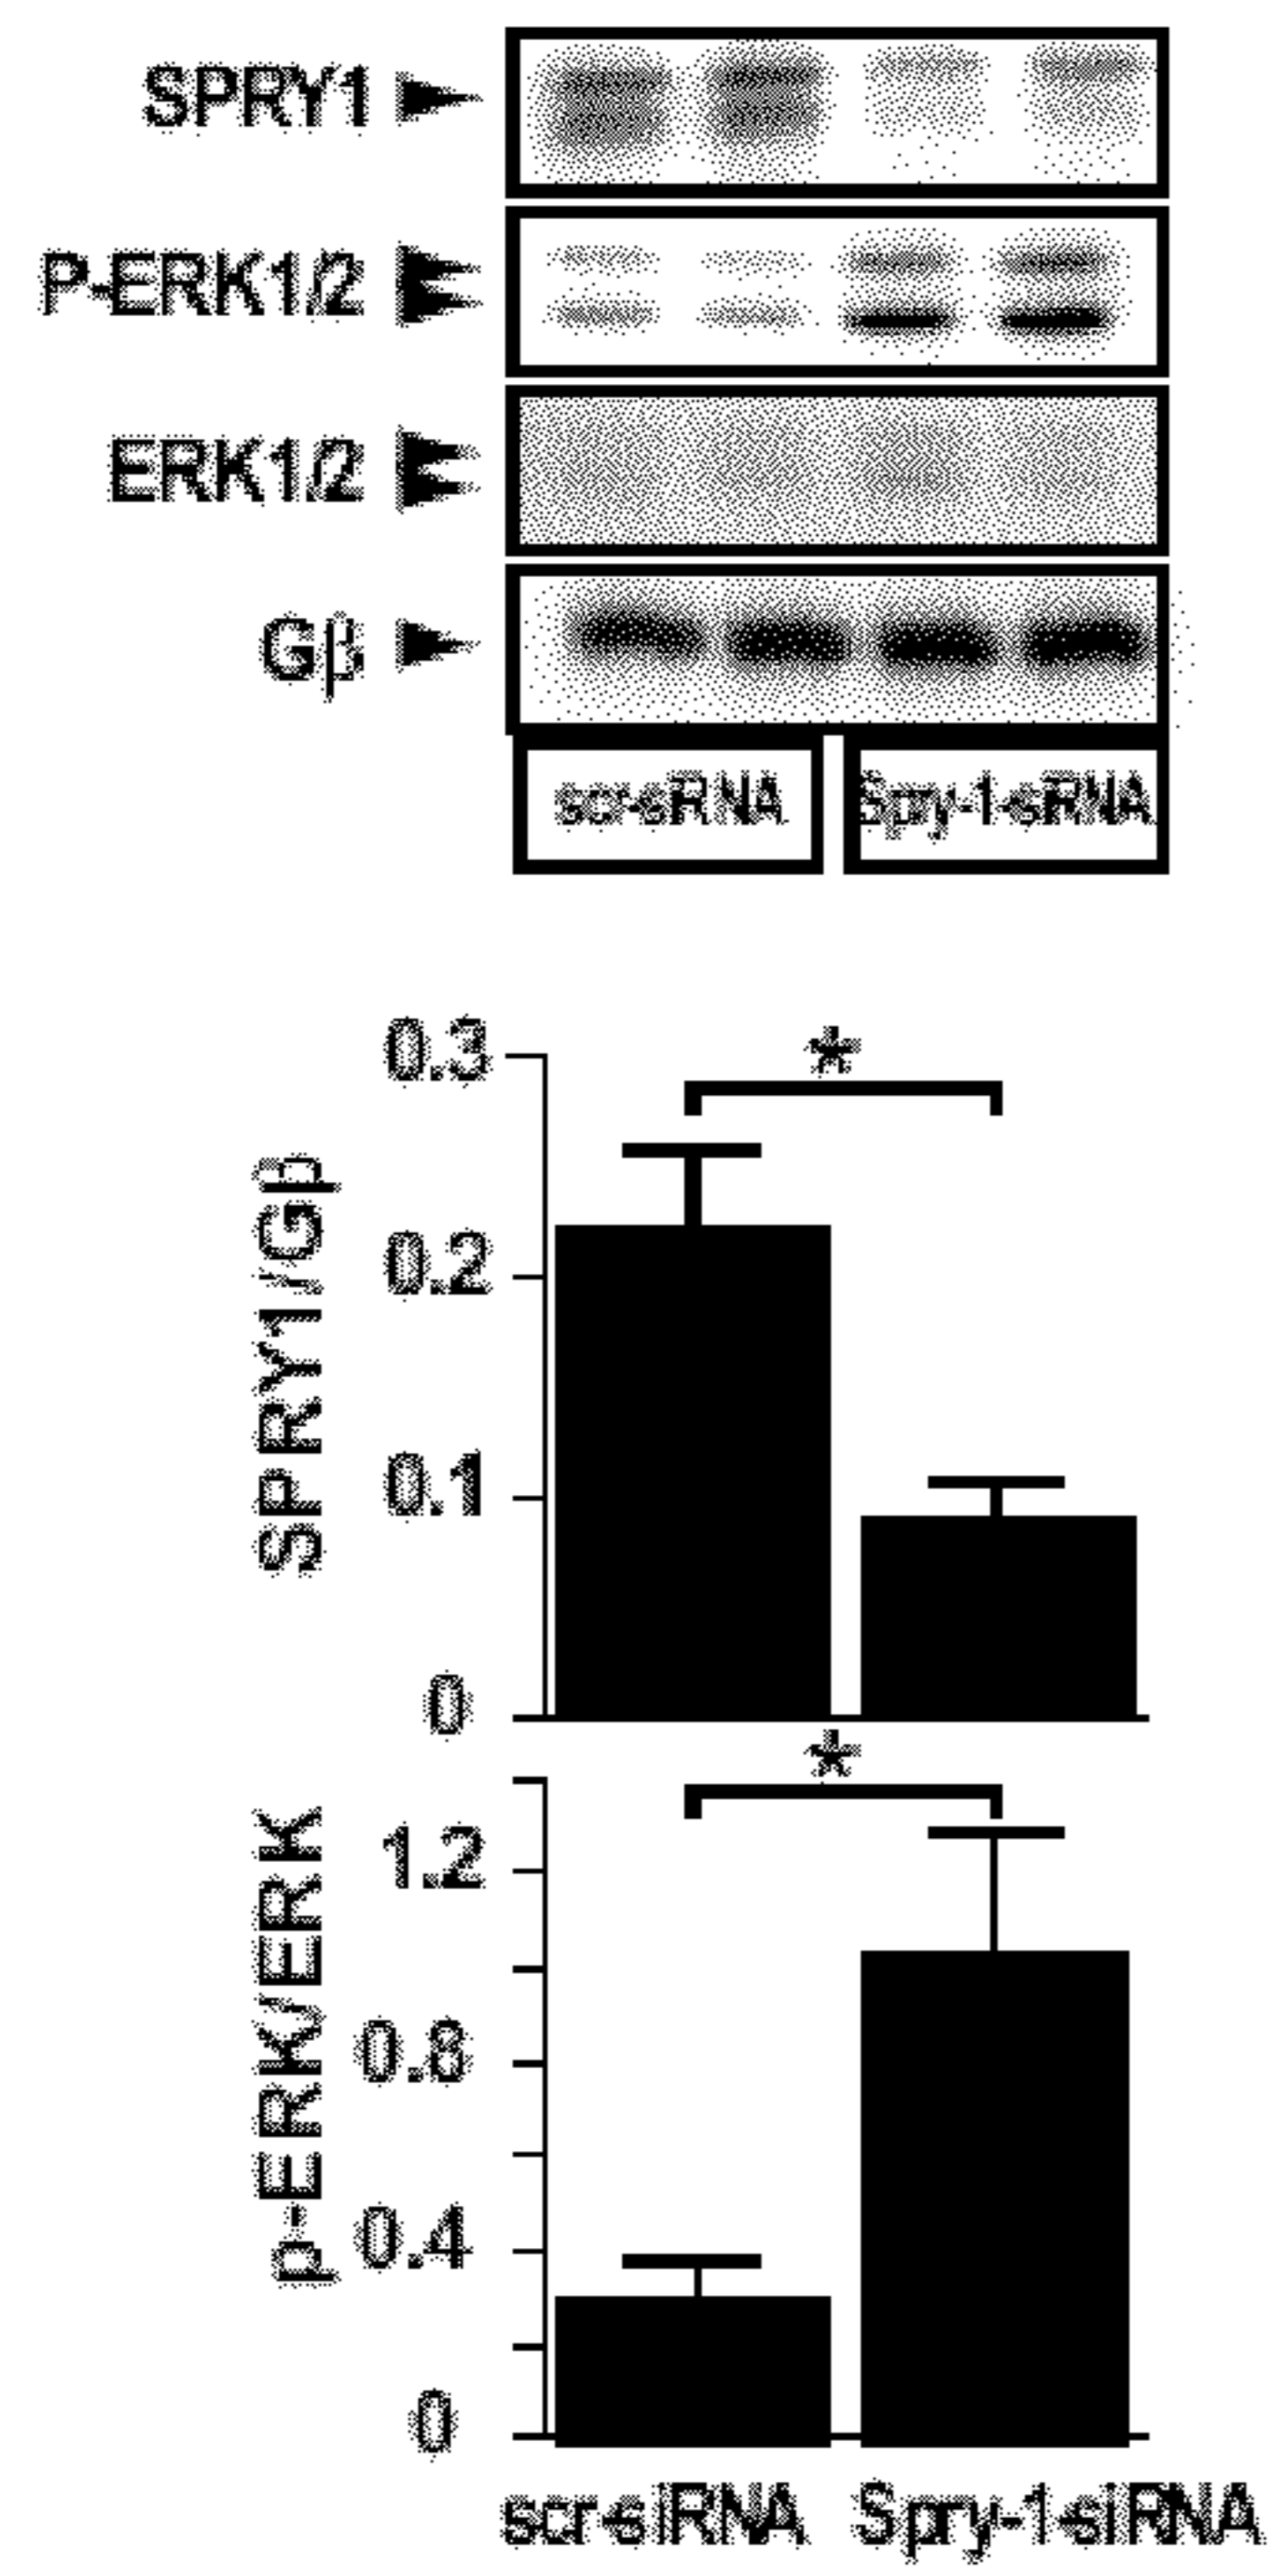 SPRY1
P-ERK1/2
ERK1/2
Gβ
scr-siRNA Spry-1-siRNA
*
0.3
0.2
0.1
0
SPRY1/Gβ
*
1.2
0.8
0.4
0
p-ERK/ERK
scr-siRNA Spry-1-siRNA